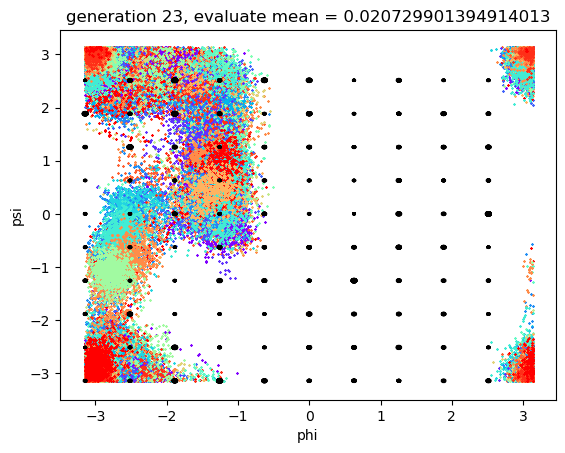 generation 23, evaluate mean = 0.020729901394914013
psi
3
2
1
0
−1
−2
−3
−3 −2 −1 0 1 2 3
phi